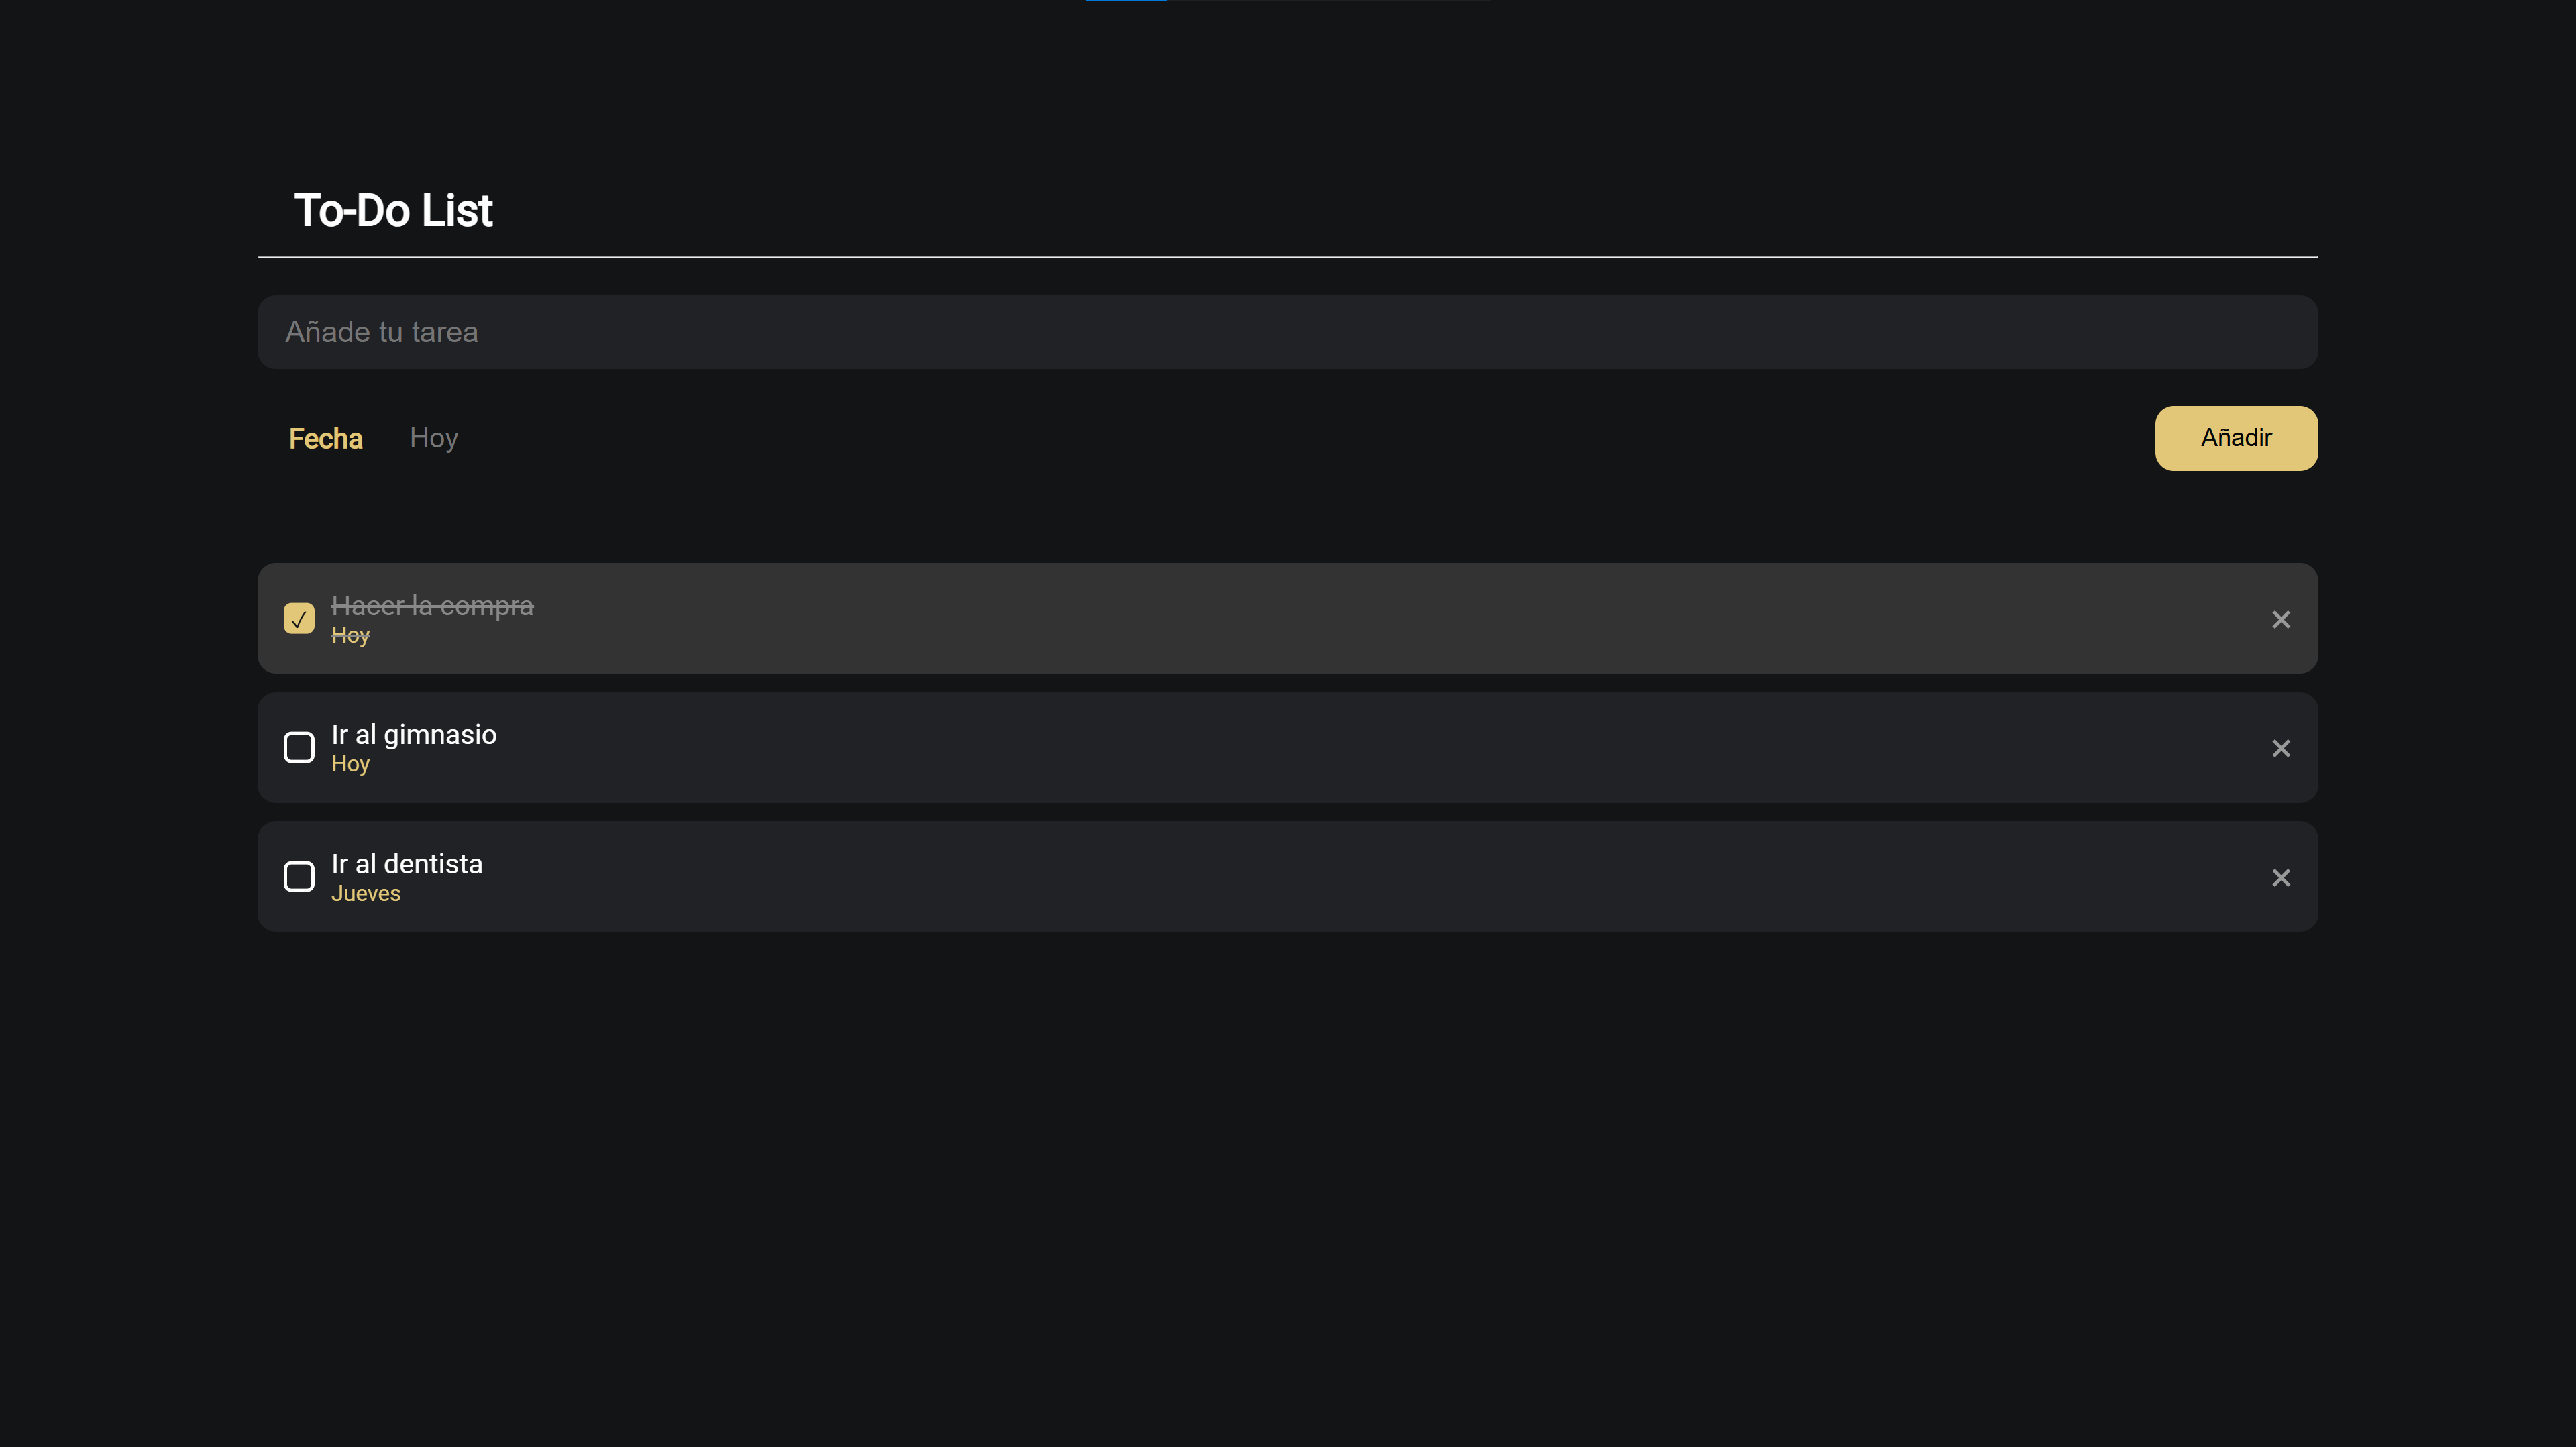 To-Do List
Añade tu tarea
Fecha Hoy Añadir
Hacer la compra
Hoy
Ir al gimnasio
Hoy
Ir al dentista
Jueves